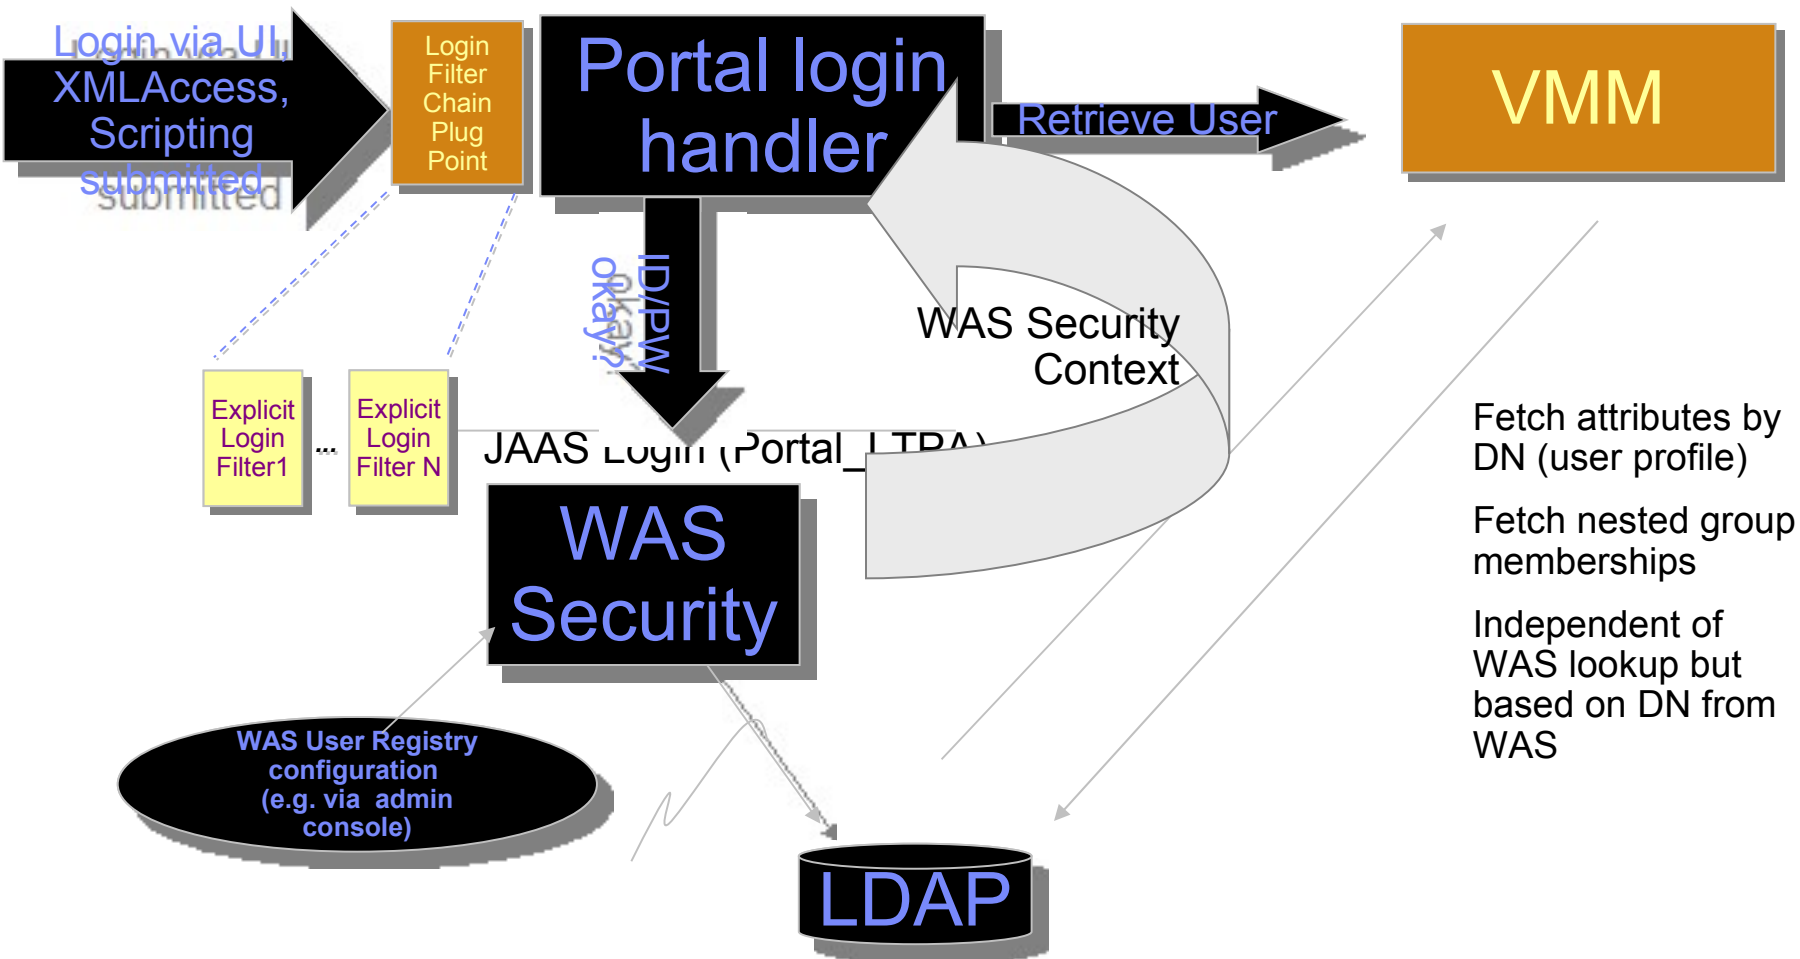 Login via UI,
XMLAccess,
Scripting
submitted
Login
Filter
Chain
Plug
Point
Portal login
handler
Retrieve User
VMM
ID/PW
okay?
WAS Security
Context
Explicit
Login
Filter1
...
Explicit
Login
Filter N
JAAS Login (Portal_LTPA)
WAS
Security
Fetch attributes by
DN (user profile)
Fetch nested group
memberships
Independent of
WAS lookup but
based on DN from
WAS
WAS User Registry
configuration
(e.g. via admin
console)
LDAP